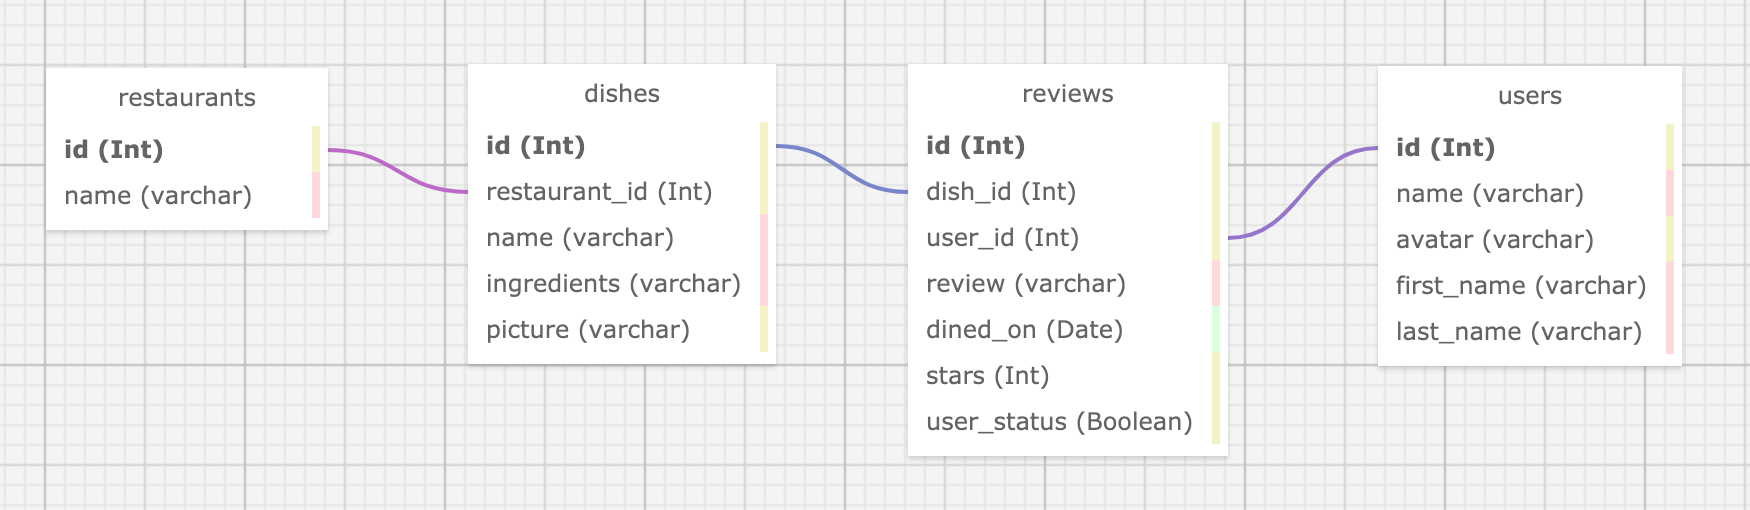 restaurants
id (Int)
name (varchar)
dishes
id (Int)
restaurant_id (Int)
name (varchar)
ingredients (varchar)
picture (varchar)
reviews
id (Int)
dish_id (Int)
user_id (Int)
review (varchar)
dined_on (Date)
stars (Int)
user_status (Boolean)
users
id (Int)
name (varchar)
avatar (varchar)
first_name (varchar)
last_name (varchar)